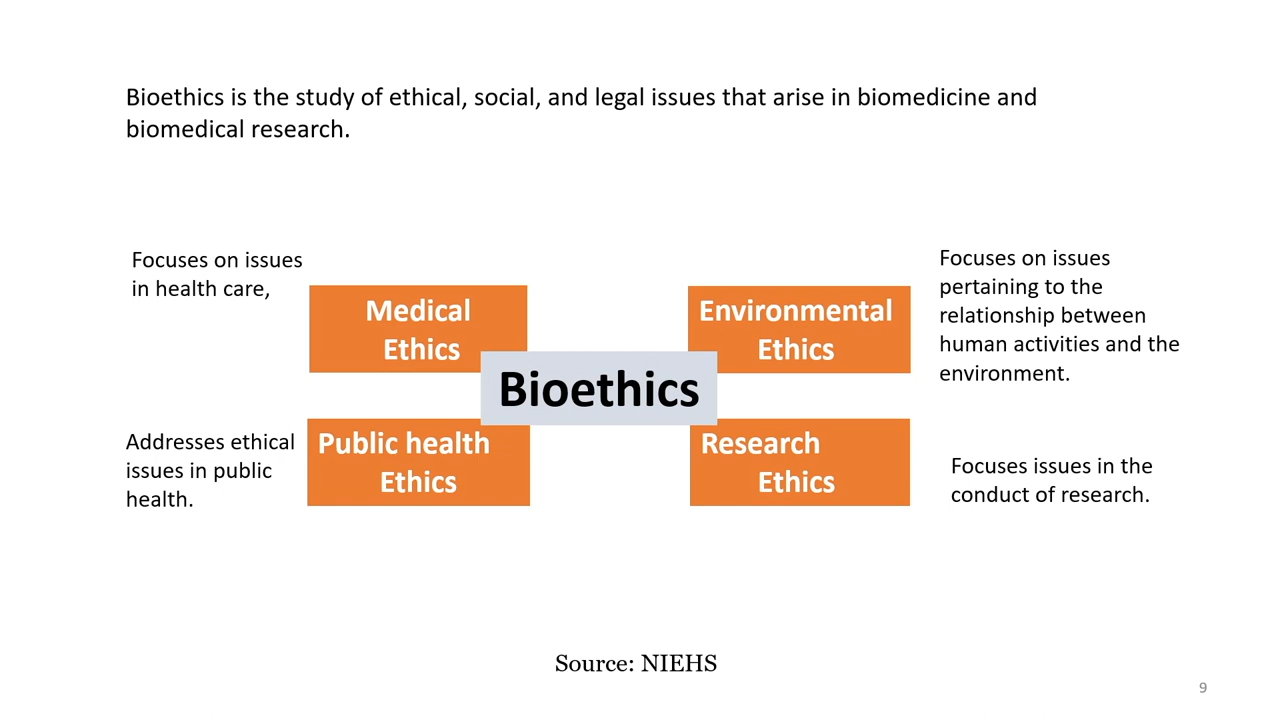 Bioethics is the study of ethical, social, and legal issues that arise in biomedicine and
biomedical research.
Focuses on issues
in health care,
Medical
Ethics
Environmental
Ethics
Focuses on issues
pertaining to the
relationship between
human activities and the
environment.
Bioethics
Addresses ethical
issues in public
health.
Public health
Ethics
Research
Ethics
Focuses issues in the
conduct of research.
Source: NIEHS
9